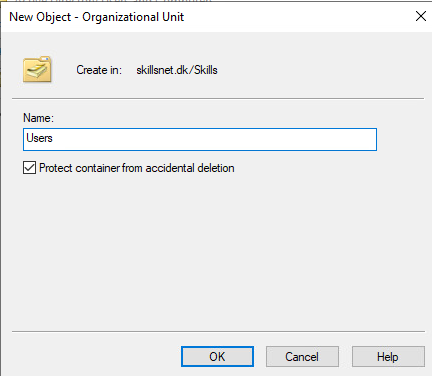 New Object - Organizational Unit
Create in: skillsnet.dk/Skills
Name:
Users
Protect container from accidental deletion
OK Cancel Help